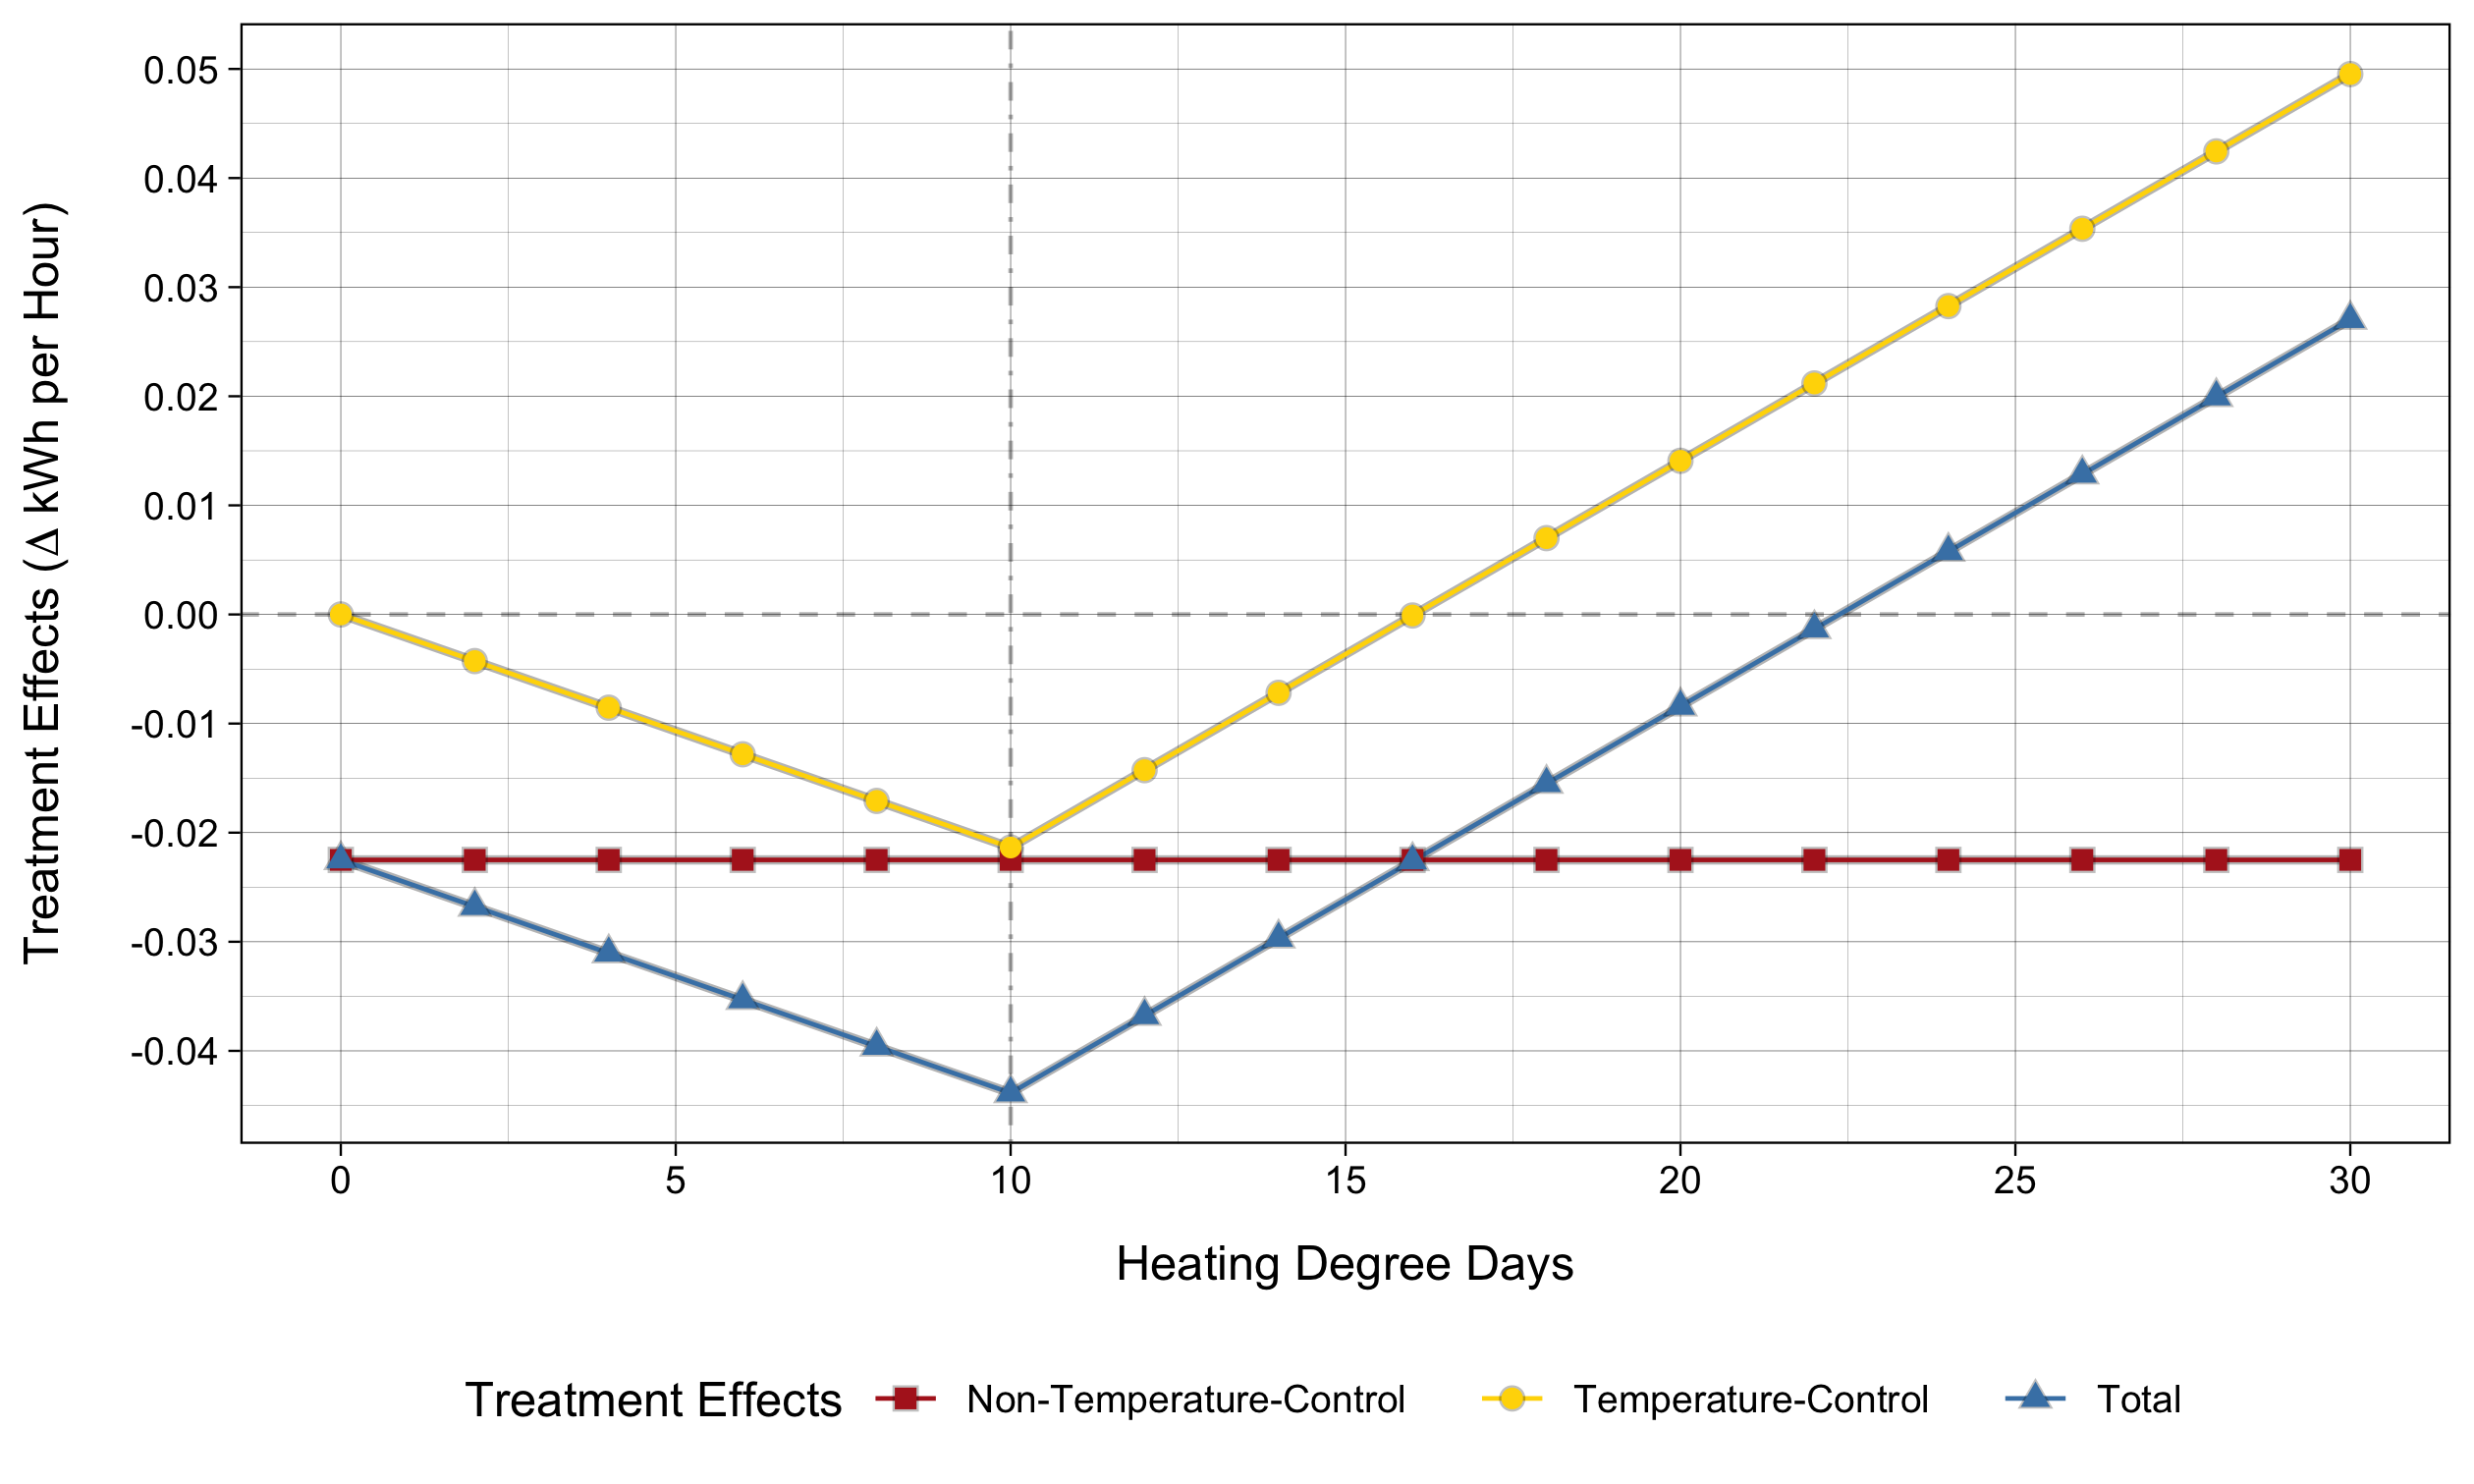 Treatment Effects (Δ kWh per Hour)
0.05
0.04
0.03
0.02
0.01
0.00
-0.01
-0.02
-0.03
-0.04
0 5 10 15 20 25 30
Heating Degree Days
Treatment Effects Non-Temperature-Control Temperature-Control Total